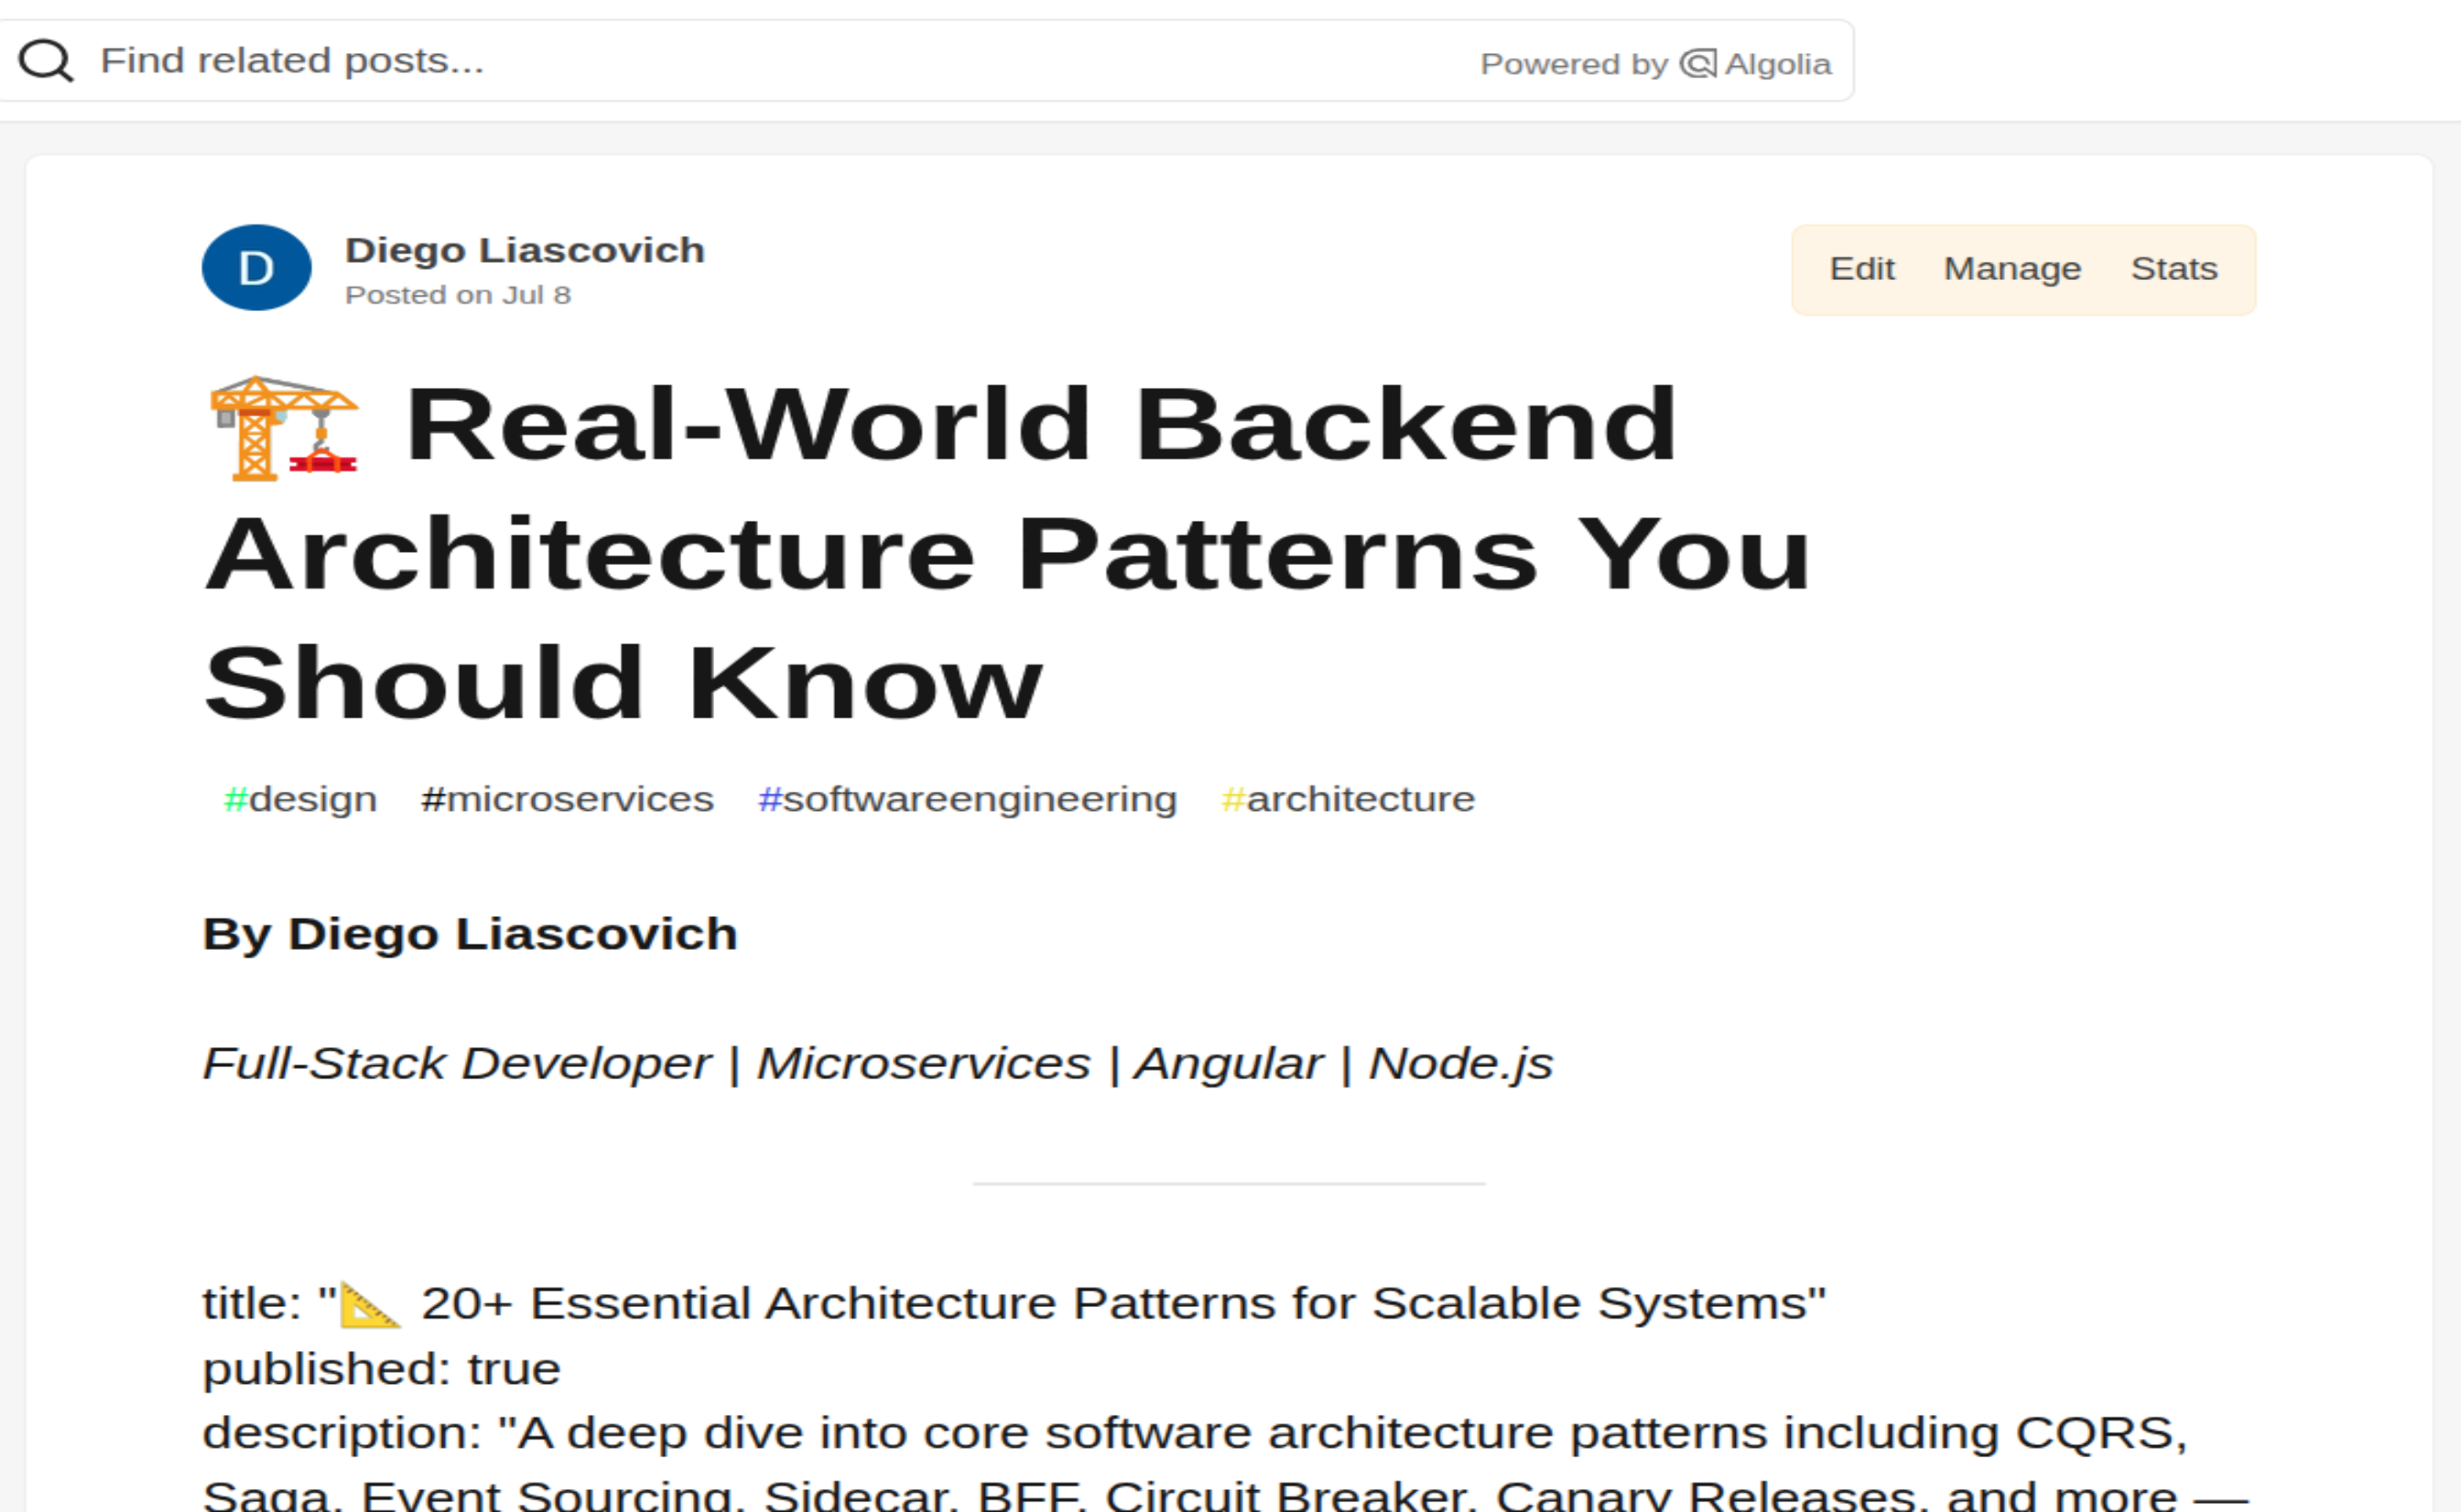 Find related posts...
Powered by Algolia
D
Diego Liascovich
Posted on Jul 8
Edit Manage Stats
🏗️ Real-World Backend
Architecture Patterns You
Should Know
#design #microservices #softwareengineering #architecture
By Diego Liascovich
Full-Stack Developer | Microservices | Angular | Node.js
title: "📐 20+ Essential Architecture Patterns for Scalable Systems"
published: true
description: "A deep dive into core software architecture patterns including CQRS,
Saga, Event Sourcing, Sidecar, BFF, Circuit Breaker, Canary Releases, and more —